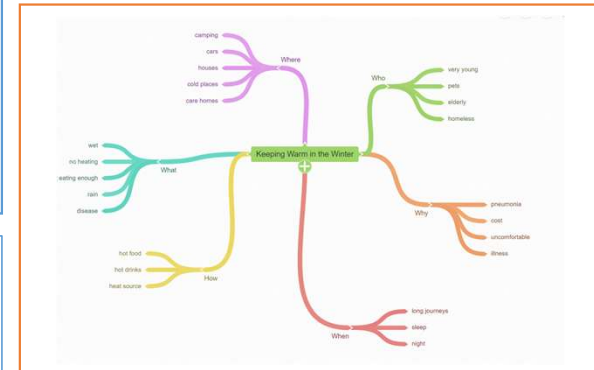 camping
cars
houses
cold places
care homes
Where
Who
very young
pets
elderly
homeless
Keeping Warm in the Winter
wet
no heating
eating enough
rain
disease
What
Why
pneumonia
cost
uncomfortable
illness
hot food
hot drinks
heat source
How
When
long journeys
sleep
night